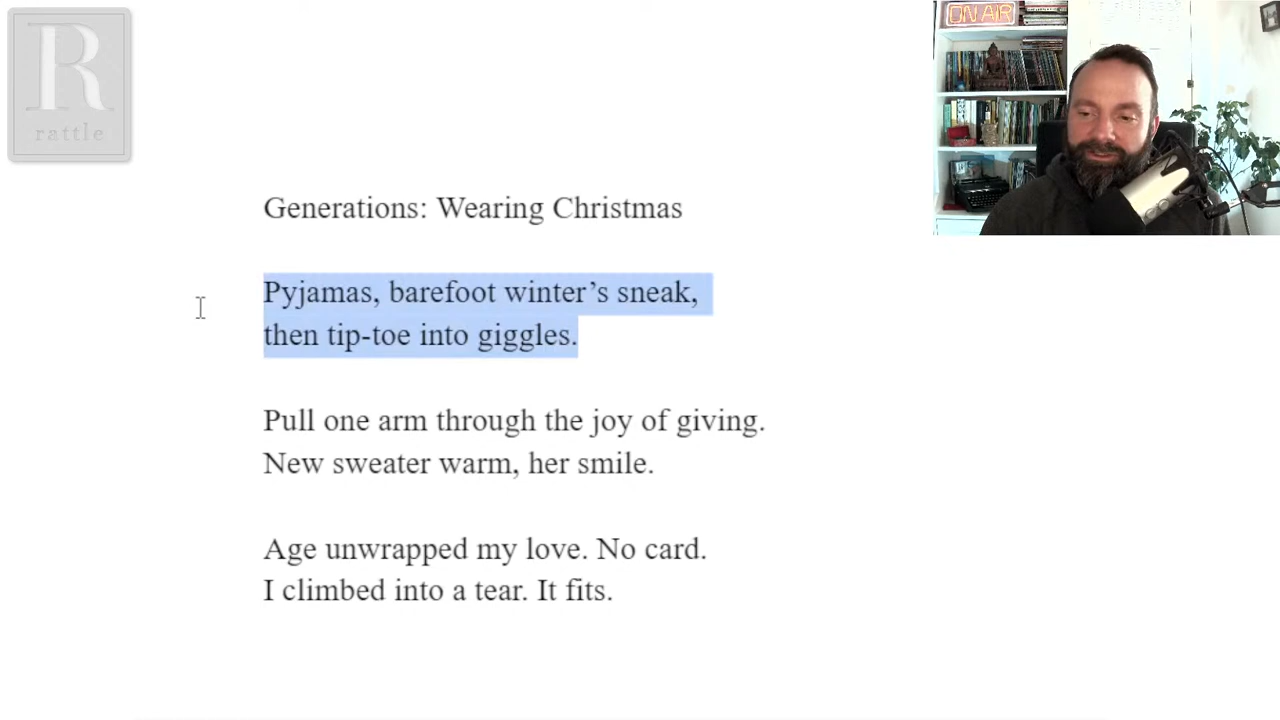 R
rattle
ON AIR
Generations: Wearing Christmas
Pyjamas, barefoot winter’s sneak,
then tip-toe into giggles.
Pull one arm through the joy of giving.
New sweater warm, her smile.
Age unwrapped my love. No card.
I climbed into a tear. It fits.